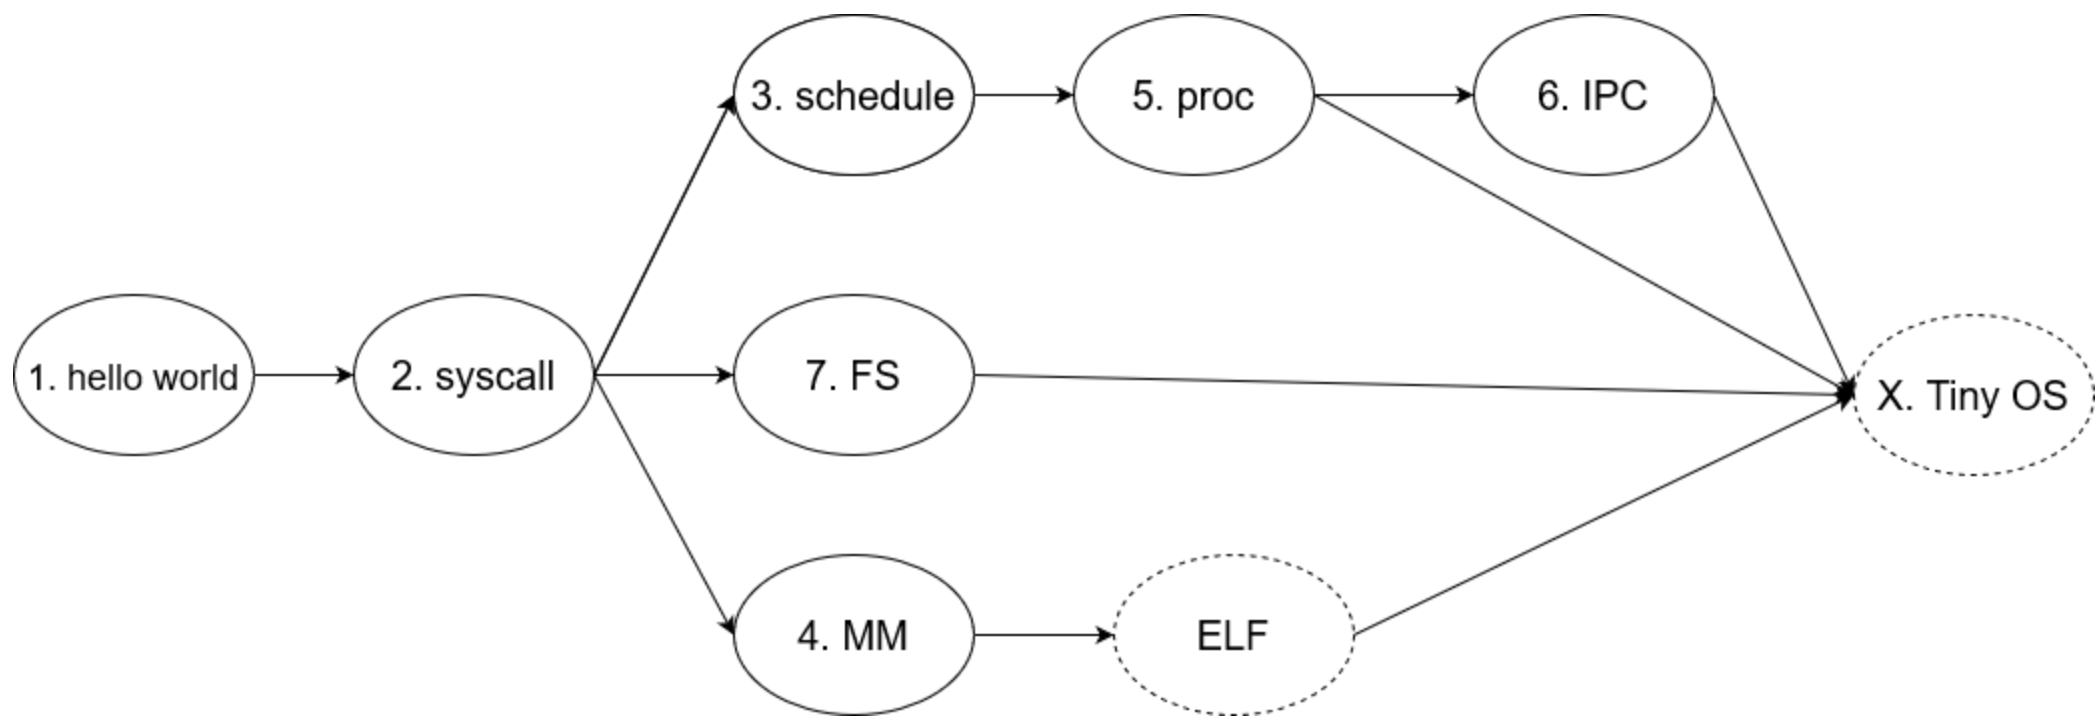 3. schedule
5. proc
6. IPC
1. hello world
2. syscall
7. FS
X. Tiny OS
4. MM
ELF